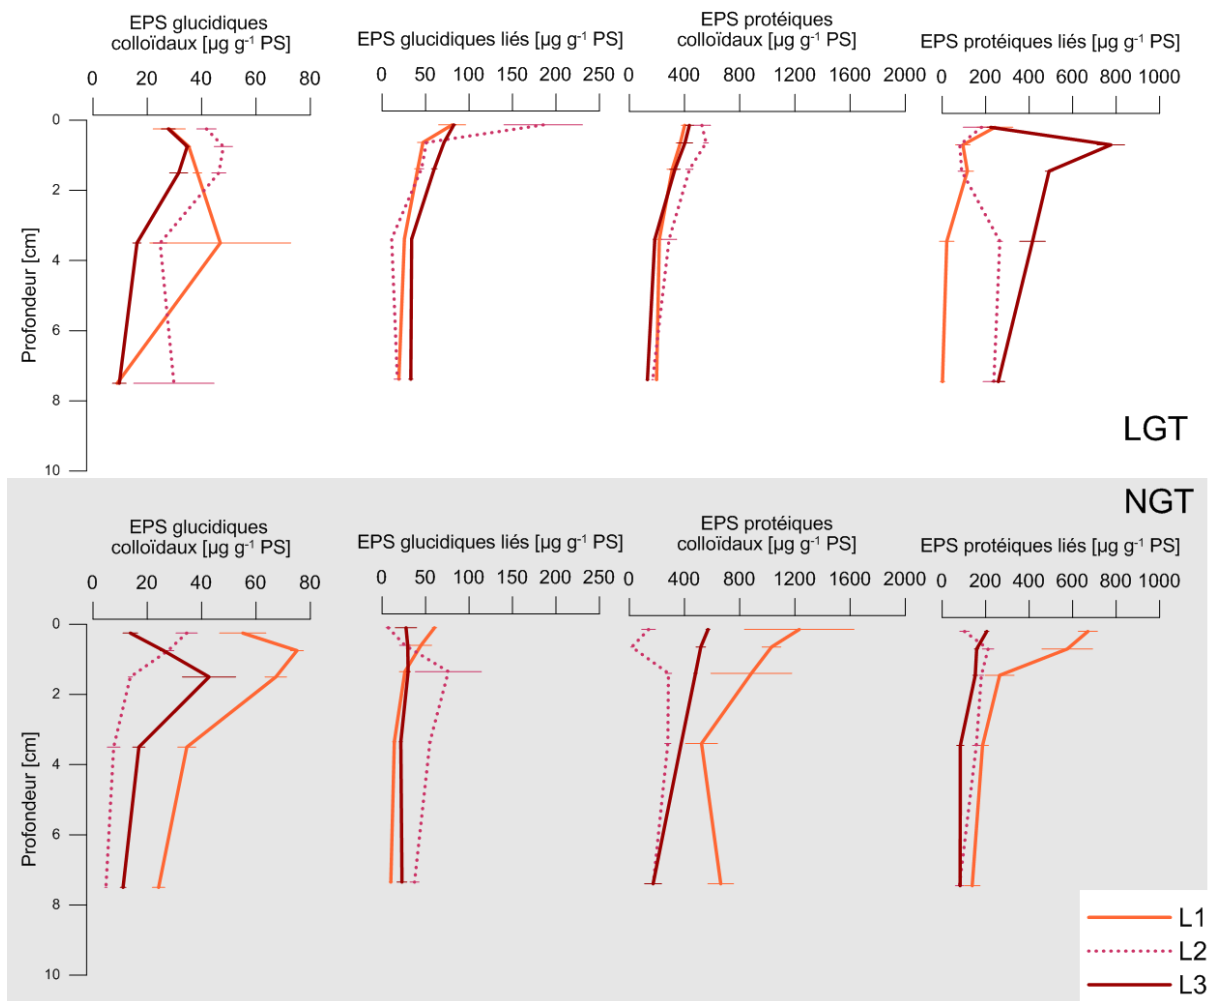 EPS glucidiques
colloïdaux [µg g⁻¹ PS]
EPS glucidiques liés [µg g⁻¹ PS]
EPS protéiques
colloïdaux [µg g⁻¹ PS]
EPS protéiques liés [µg g⁻¹ PS]
0 20 40 60 80
0 50 100 150 200 250
0 400 800 1200 1600 2000
0 200 400 600 800 1000
Profondeur [cm]
0
2
4
6
8
10
LGT
NGT
EPS glucidiques
colloïdaux [µg g⁻¹ PS]
EPS glucidiques liés [µg g⁻¹ PS]
EPS protéiques
colloïdaux [µg g⁻¹ PS]
EPS protéiques liés [µg g⁻¹ PS]
0 20 40 60 80
0 50 100 150 200 250
0 400 800 1200 1600 2000
0 200 400 600 800 1000
Profondeur [cm]
0
2
4
6
8
10
L1
L2
L3